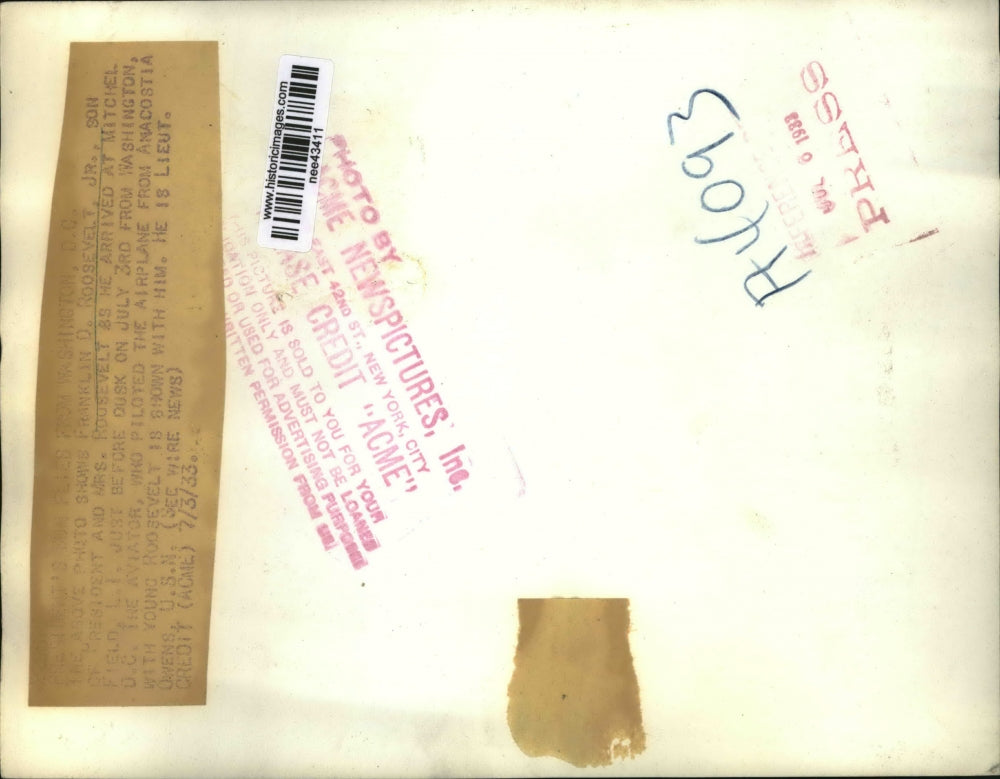 PRESIDENT'S SON FLIES FROM WASHINGTON, D.C.
THE ABOVE PHOTO SHOWS FRANKLIN D. ROOSEVELT, JR., SON
OF PRESIDENT AND MRS. ROOSEVELT AS HE ARRIVED AT MITCHEL
FIELD, L.I. JUST BEFORE DUSK ON JULY 3RD FROM WASHINGTON,
D.C. THE AVIATOR, WHO PILOTED THE AIRPLANE FROM ANACOSTIA
WITH YOUNG ROOSEVELT IS SHOWN WITH HIM. HE IS LIEUT.
OWENS, U.S.N. (SEE WIRE NEWS)
CREDIT (ACME) 7/3/33.
www.historicimages.com
nee43411
PHOTO BY
ACME NEWSPICTURES, Inc.
EAST 42ND ST., NEW YORK, CITY
CREDIT "ACME"
THIS PICTURE IS SOLD TO YOU FOR YOUR
ONLY AND MUST NOT BE LOANED
OR USED FOR ADVERTISING PURPOSES
WRITTEN PERMISSION FROM
PRESS
JUL 6 1933